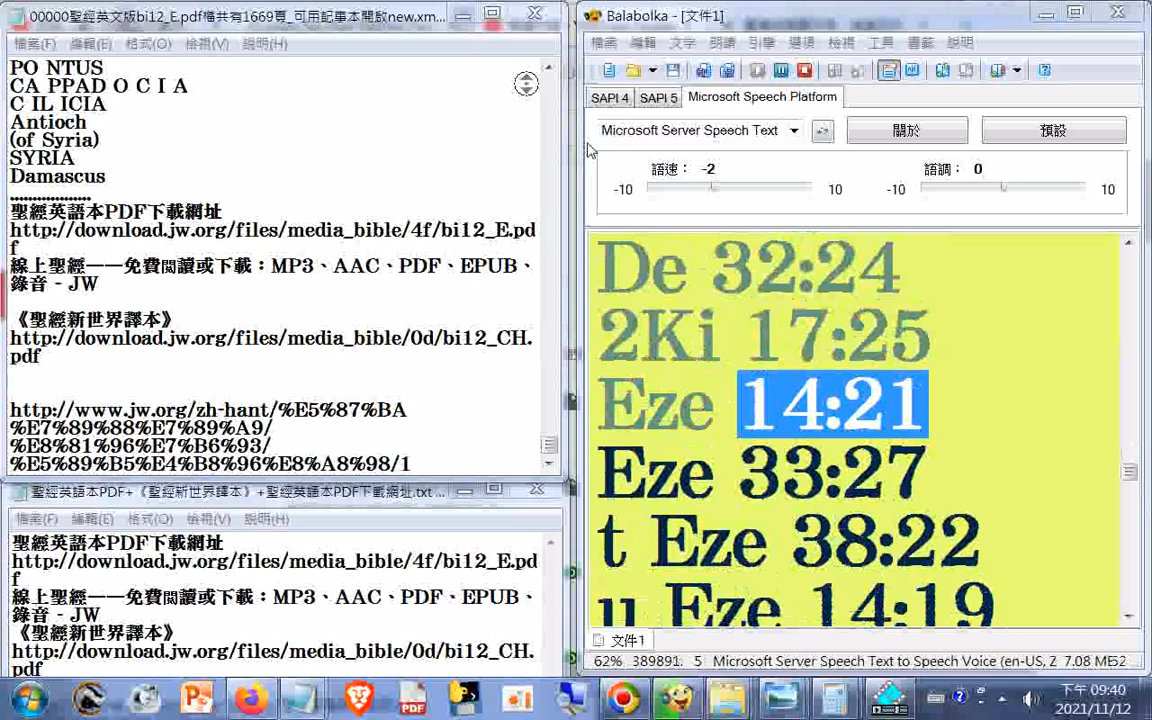 00000聖經英文版bi12_E.pdf檔共有1669頁_可用記事本開啟new.xm...
檔案(F) 編輯(E) 格式(O) 檢視(V) 說明(H)
PO NTUS
CA PPAD O C I A
C IL ICIA
Antioch
(of Syria)
SYRIA
Damascus
..................
聖經英語本PDF下載網址
http://download.jw.org/files/media_bible/4f/bi12_E.pd
f
線上聖經——免費閱讀或下載：MP3、AAC、PDF、EPUB、
錄音 - JW
《聖經新世界譯本》
http://download.jw.org/files/media_bible/0d/bi12_CH.
pdf
http://www.jw.org/zh-hant/%E5%87%BA
%E7%89%88%E7%89%A9/
%E8%81%96%E7%B6%93/
%E5%89%B5%E4%B8%96%E8%A8%98/1
聖經英語本PDF+《聖經新世界譯本》+聖經英語本PDF下載網址.txt ...
檔案(F) 編輯(E) 格式(O) 檢視(V) 說明(H)
聖經英語本PDF下載網址
http://download.jw.org/files/media_bible/4f/bi12_E.pd
f
線上聖經——免費閱讀或下載：MP3、AAC、PDF、EPUB、
錄音 - JW
《聖經新世界譯本》
http://download.jw.org/files/media_bible/0d/bi12_CH.
pdf
Balabolka - [文件1]
檔案 編輯 文字 朗讀 引擎 選項 檢視 工具 書籤 說明
SAPI 4 SAPI 5 Microsoft Speech Platform
Microsoft Server Speech Text 關於 預設
語速： -2 語調： 0
-10 10 -10 10
De 32:24
2Ki 17:25
Eze 14:21
Eze 33:27
t Eze 38:22
u Eze 14:19
文件1
62% 389891. 5 Microsoft Server Speech Text to Speech Voice (en-US, Z 7.08 ME52
PDF
下午 09:40
2021/11/12